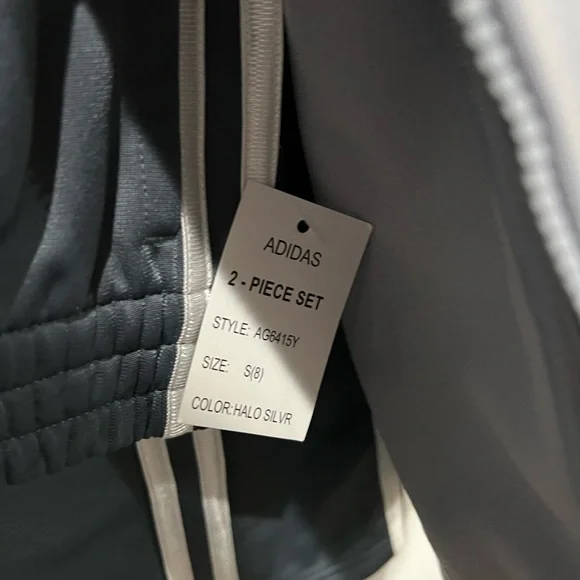 ADIDAS
2 - PIECE SET
STYLE: AG6415Y
SIZE: S(8)
COLOR:HALO SILVR